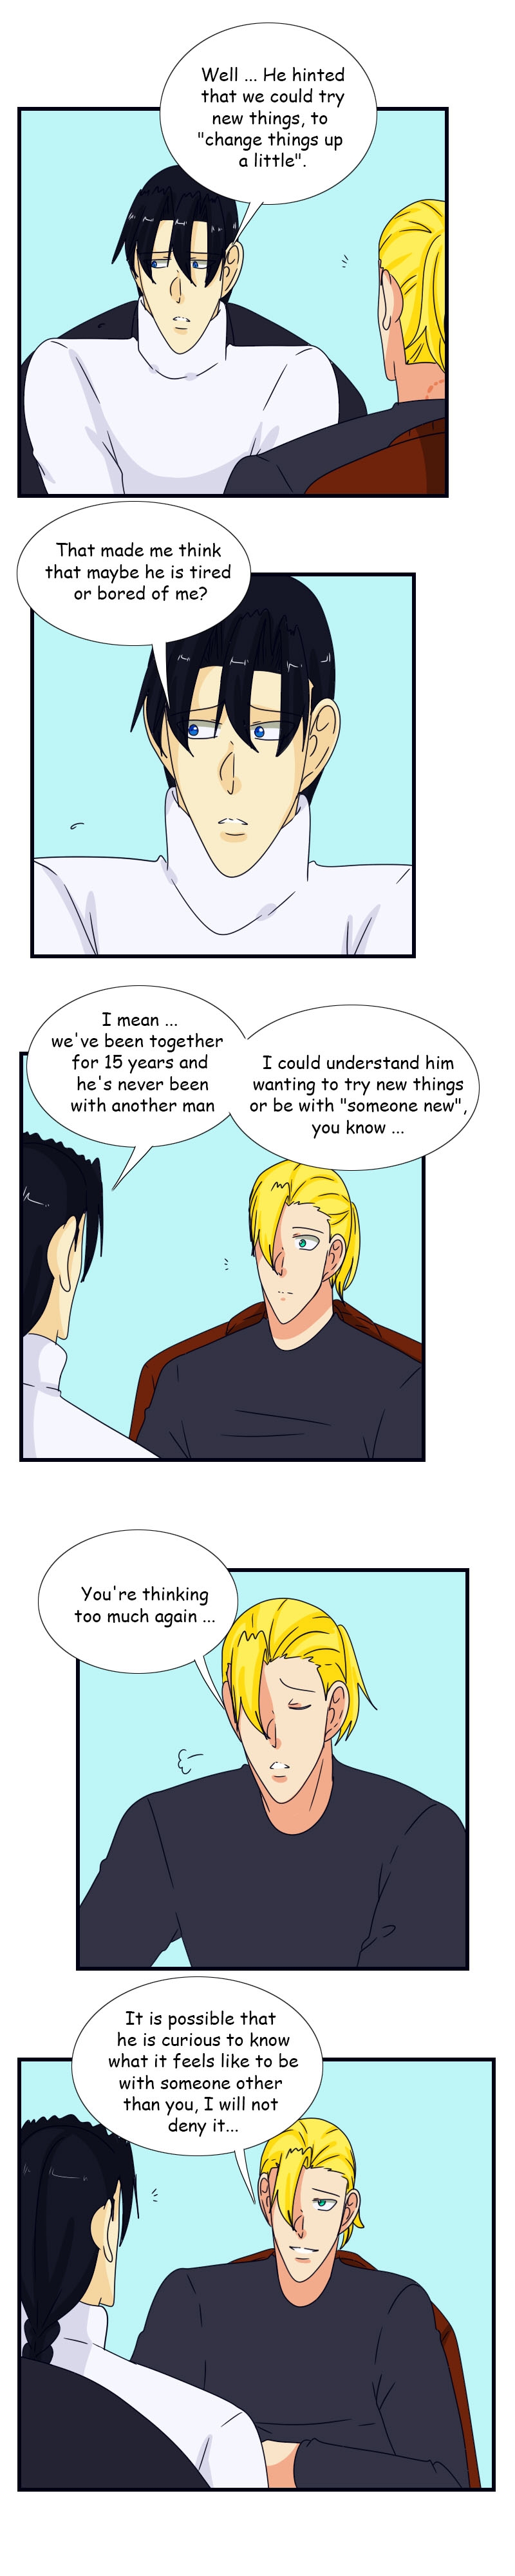 Well ... He hinted
that we could try
new things, to
"change things up
a little".
That made me think
that maybe he is tired
or bored of me?
I mean ...
we've been together
for 15 years and
he's never been
with another man
I could understand him
wanting to try new things
or be with "someone new",
you know ...
You're thinking
too much again ...
It is possible that
he is curious to know
what it feels like to be
with someone other
than you, I will not
deny it...